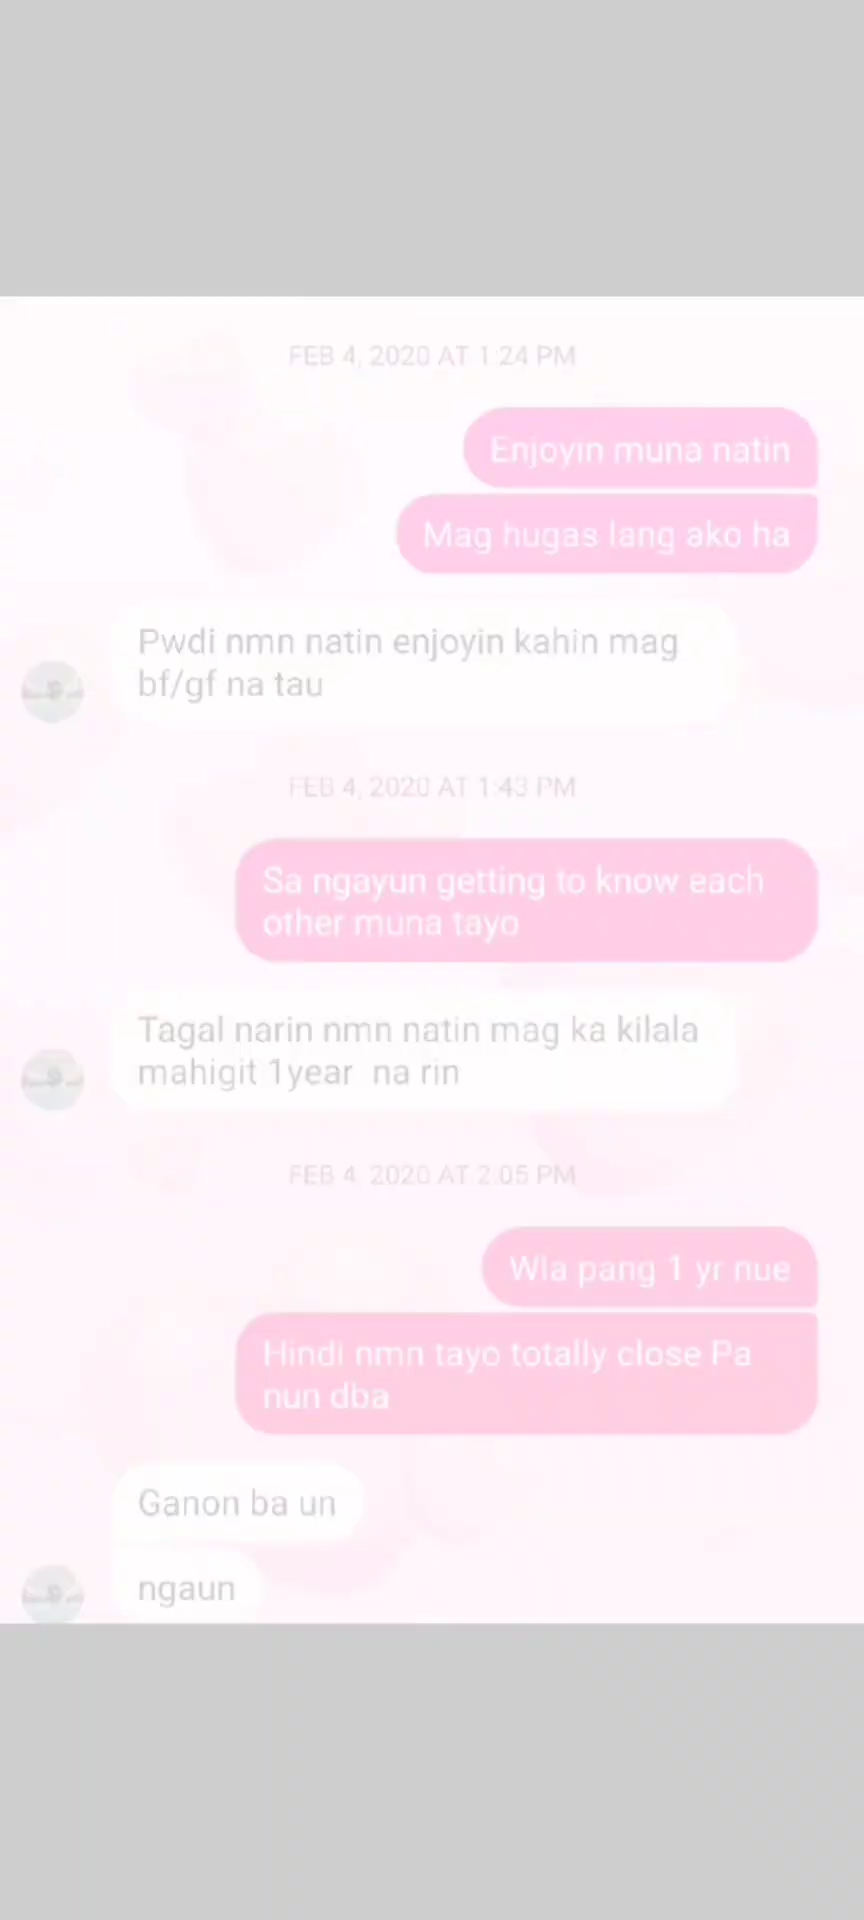 FEB 4, 2020 AT 1:24 PM
Enjoyin muna natin
Mag hugas lang ako ha
Pwdi nmn natin enjoyin kahin mag
bf/gf na tau
FEB 4, 2020 AT 1:43 PM
Sa ngayun getting to know each
other muna tayo
Tagal narin nmn natin mag ka kilala
mahigit 1year na rin
FEB 4, 2020 AT 2:05 PM
Wla pang 1 yr nue
Hindi nmn tayo totally close Pa
nun dba
Ganon ba un
ngaun